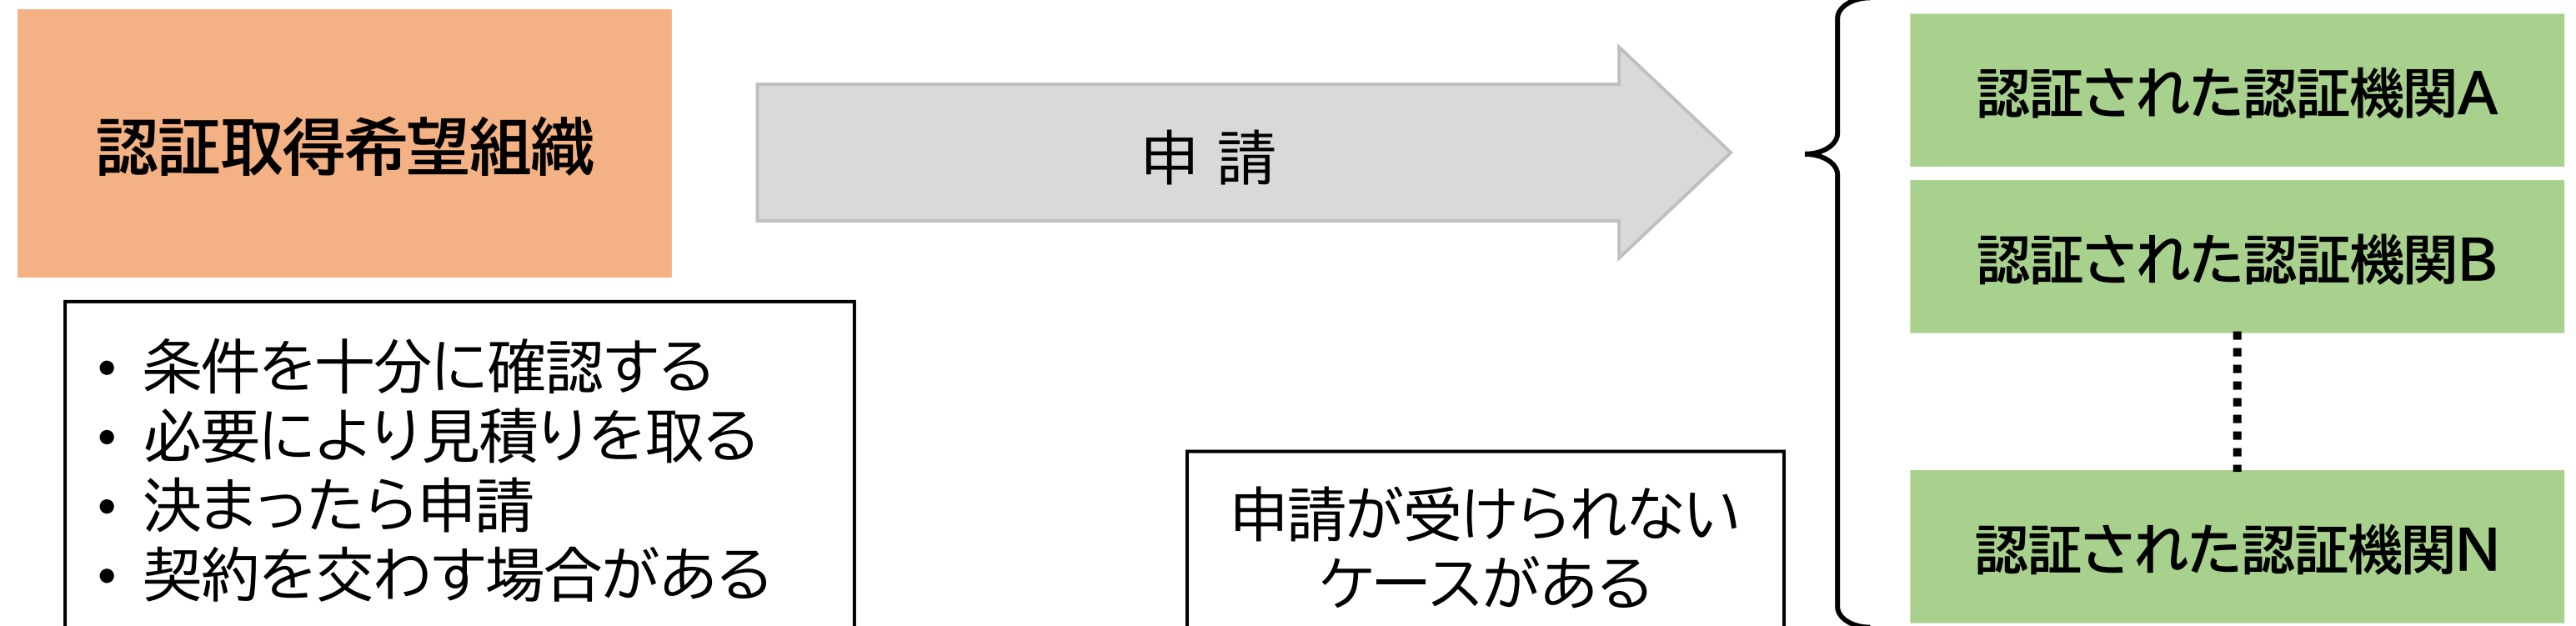 認証取得希望組織
申 請
認証された認証機関A
認証された認証機関B
認証された認証機関N
• 条件を十分に確認する
• 必要により見積りを取る
• 決まったら申請
• 契約を交わす場合がある
申請が受けられない
ケースがある